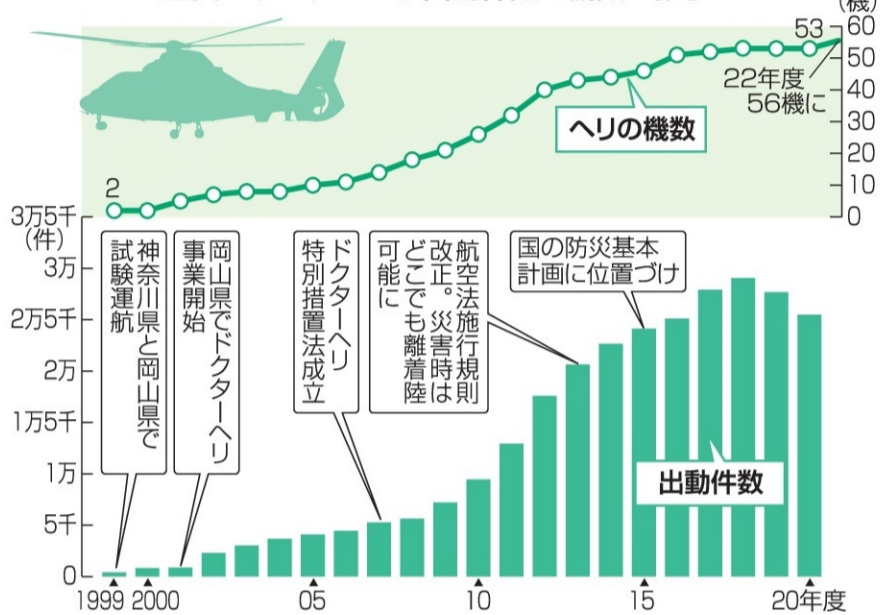 (機)
60
50
40
30
20
10
0
53
22年度
56機に
ヘリの機数
2
3万5千
(件)
3万
2万5千
2万
1万5千
1万
5千
0
神奈川県と岡山県で
試験運航
岡山県でドクターヘリ
事業開始
ドクターヘリ
特別措置法成立
航空法施行規則
改正。災害時は
どこでも離着陸
可能に
国の防災基本
計画に位置づけ
出動件数
1999 2000 05 10 15 20年度